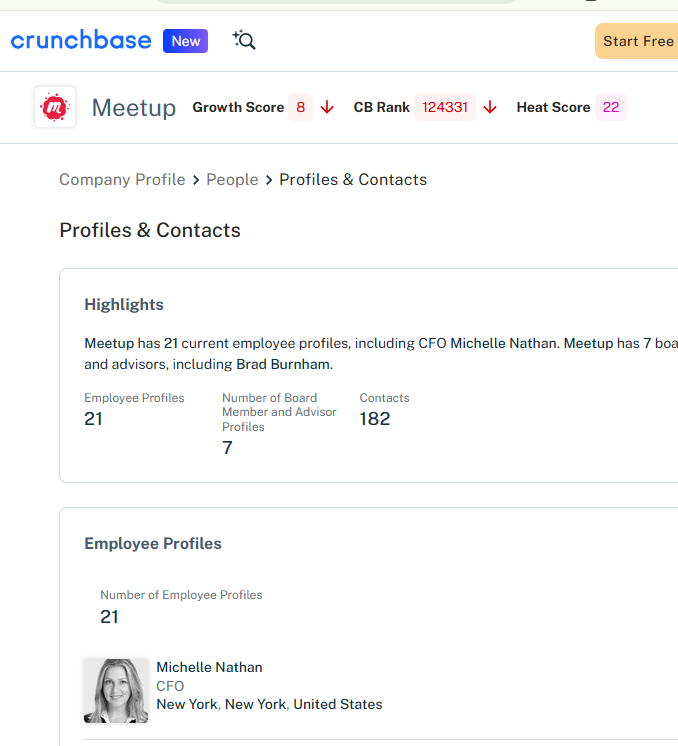 crunchbase New Start Free
Meetup Growth Score 8 CB Rank 124331 Heat Score 22
Company Profile > People > Profiles & Contacts
Profiles & Contacts
Highlights
Meetup has 21 current employee profiles, including CFO Michelle Nathan. Meetup has 7 boa
and advisors, including Brad Burnham.
Employee Profiles
21
Number of Board
Member and Advisor
Profiles
7
Contacts
182
Employee Profiles
Number of Employee Profiles
21
Michelle Nathan
CFO
New York, New York, United States